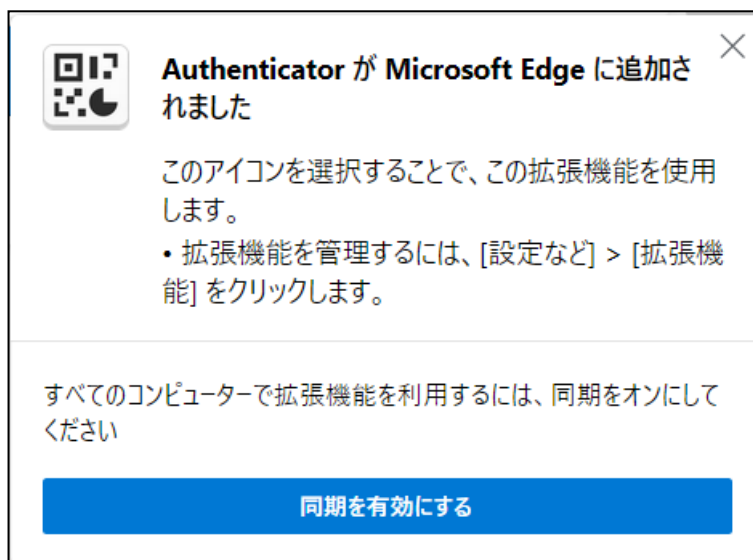 Authenticator が Microsoft Edge に追加さ
れました
このアイコンを選択することで、この拡張機能を使用
します。
• 拡張機能を管理するには、[設定など] > [拡張機
能] をクリックします。
すべてのコンピューターで拡張機能を利用するには、同期をオンにして
ください
同期を有効にする